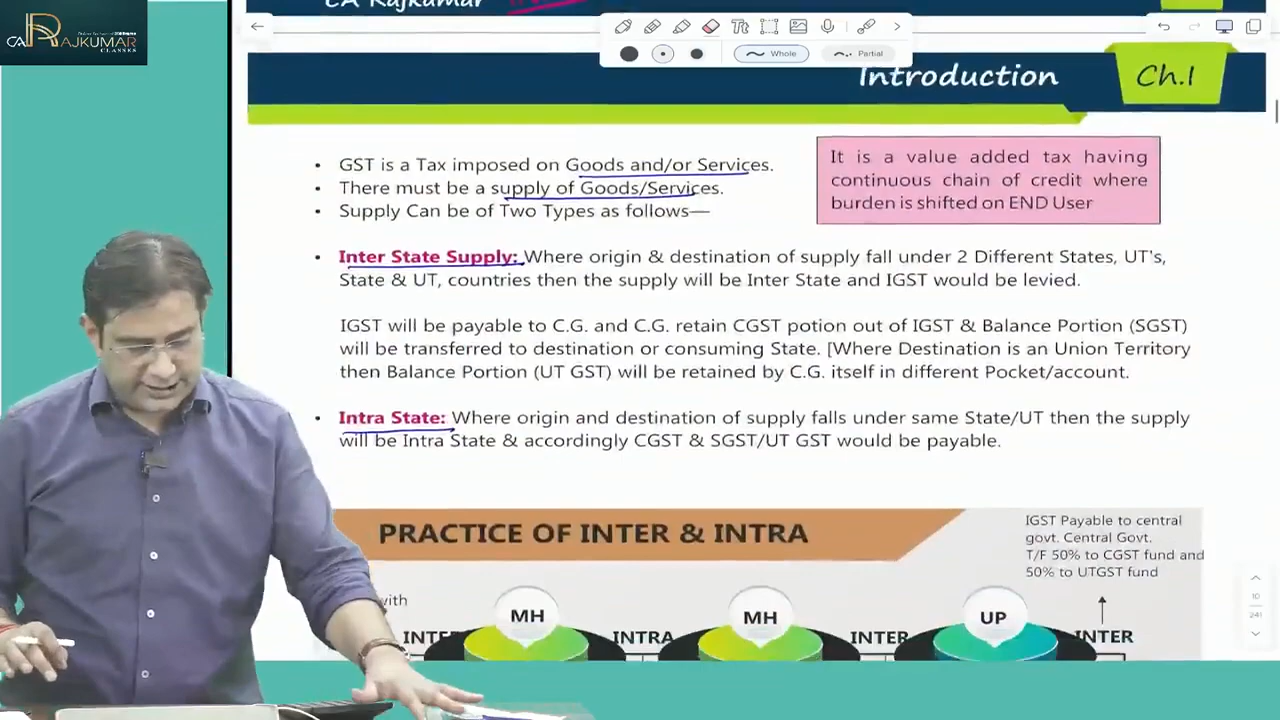 CA Rajkumar
CA RAJKUMAR
CLASSES
Whole
Partial
Introduction
Ch.1
• GST is a Tax imposed on Goods and/or Services.
• There must be a supply of Goods/Services.
• Supply Can be of Two Types as follows—
It is a value added tax having
continuous chain of credit where
burden is shifted on END User
• Inter State Supply: Where origin & destination of supply fall under 2 Different States, UT's,
State & UT, countries then the supply will be Inter State and IGST would be levied.
IGST will be payable to C.G. and C.G. retain CGST potion out of IGST & Balance Portion (SGST)
will be transferred to destination or consuming State. [Where Destination is an Union Territory
then Balance Portion (UT GST) will be retained by C.G. itself in different Pocket/account.
• Intra State: Where origin and destination of supply falls under same State/UT then the supply
will be Intra State & accordingly CGST & SGST/UT GST would be payable.
PRACTICE OF INTER & INTRA
IGST Payable to central
govt. Central Govt.
T/F 50% to CGST fund and
50% to UTGST fund
with
MH
MH
UP
INTE
INTRA
INTER
INTER
10
241